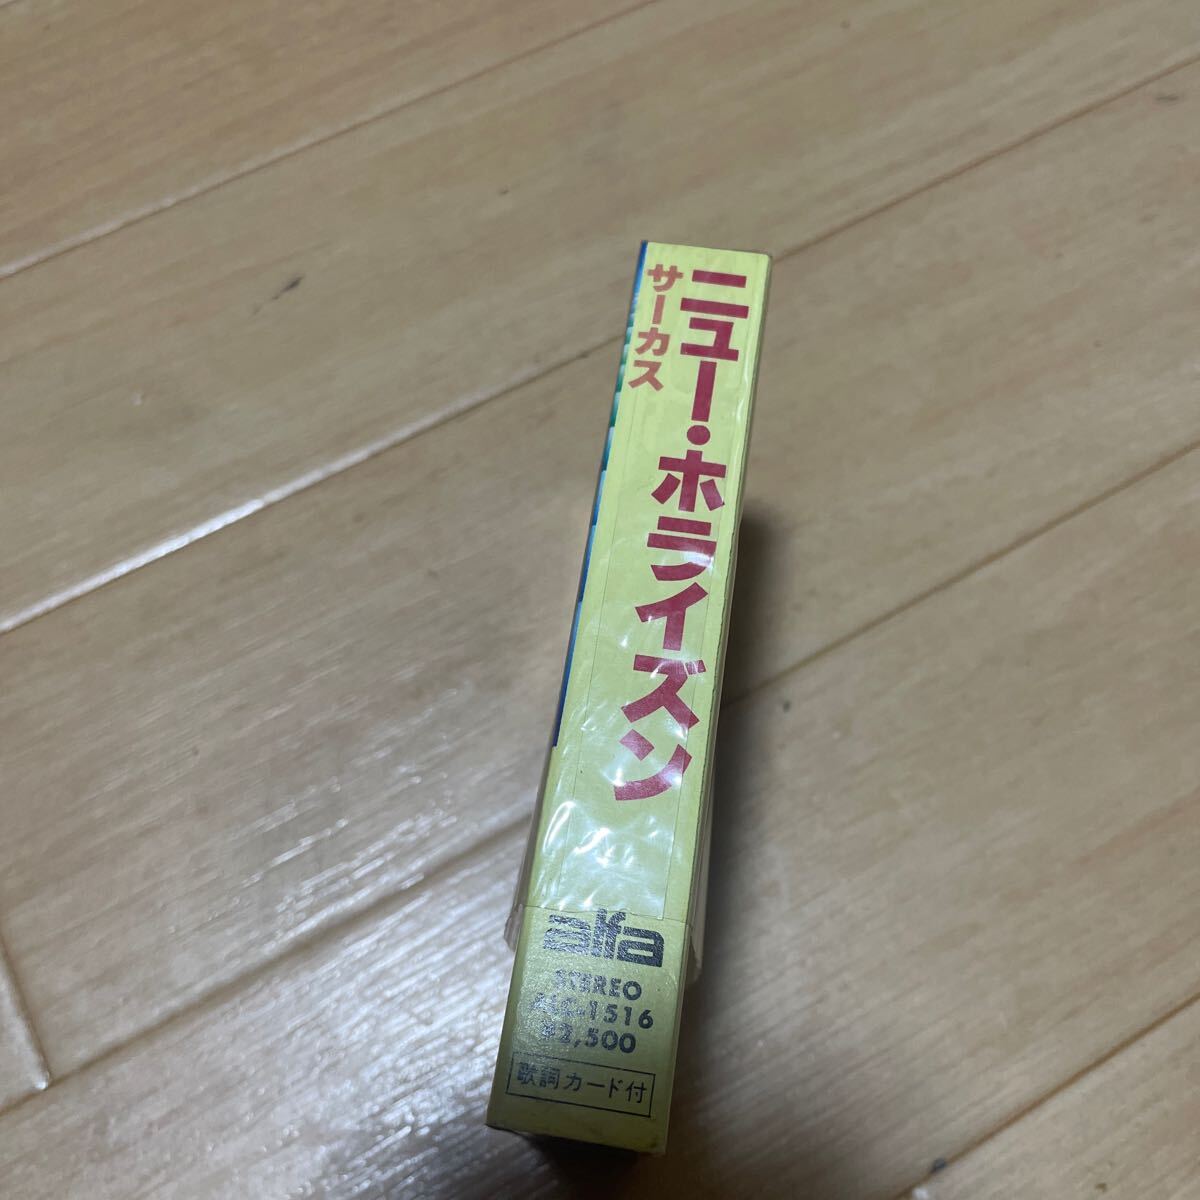 ニュー・ホライズン
サーカス
alfa
STEREO
ALC-1516
¥2,500
歌詞カード付